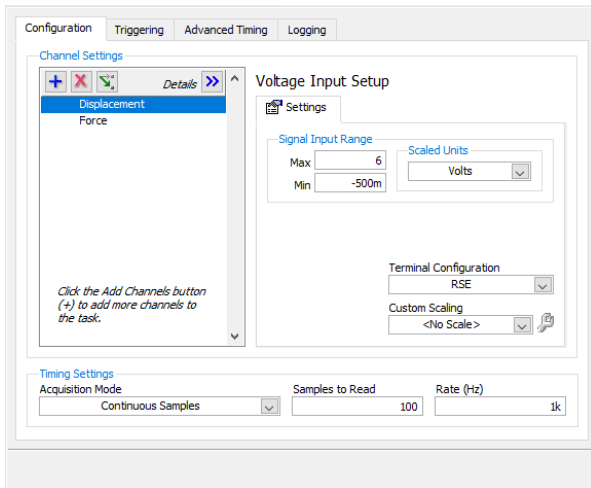 Configuration Triggering Advanced Timing Logging
Channel Settings
Details
Displacement
Force
Click the Add Channels button
(+) to add more channels to
the task.
Voltage Input Setup
Settings
Signal Input Range
Max 6
Min -500m
Scaled Units
Volts
Terminal Configuration
RSE
Custom Scaling
<No Scale>
Timing Settings
Acquisition Mode Samples to Read Rate (Hz)
Continuous Samples 100 1k